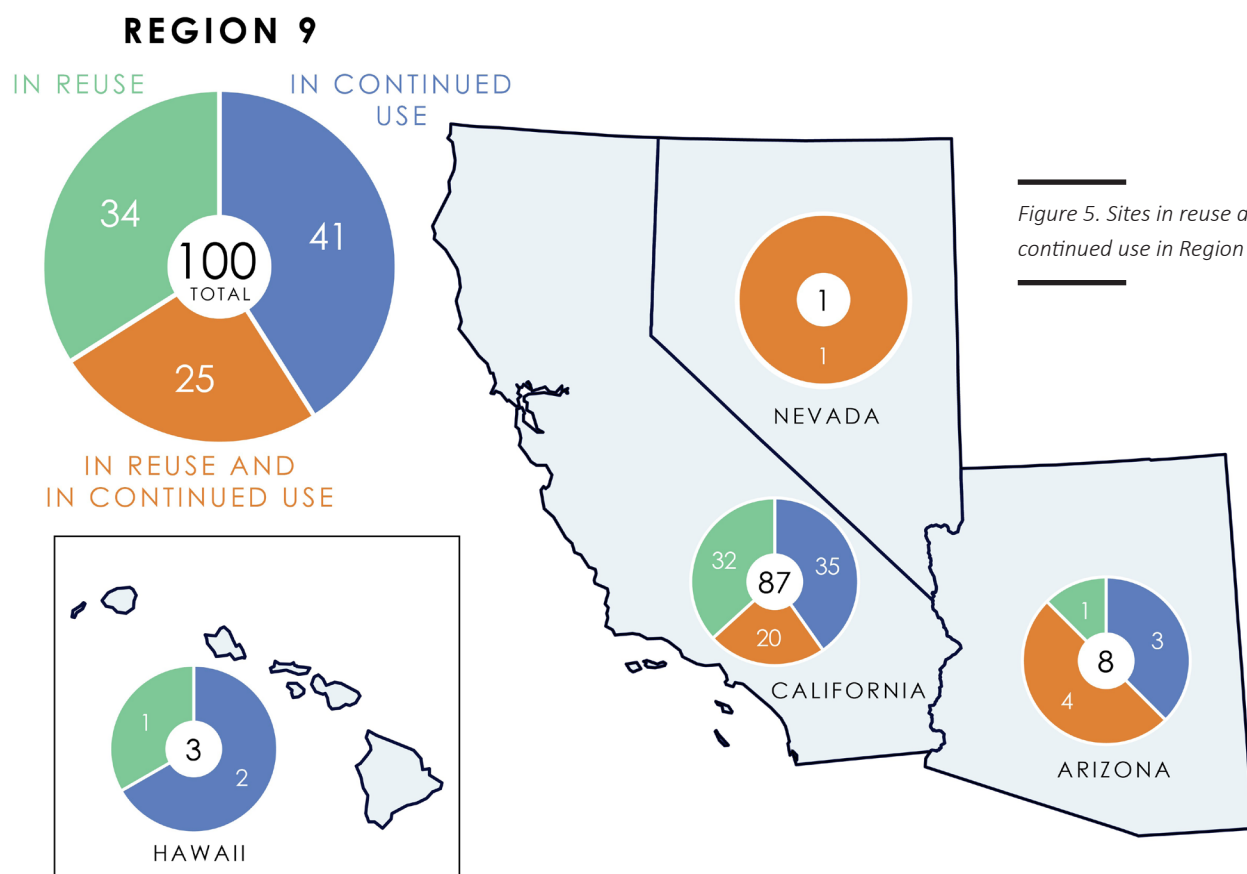 REGION 9
IN REUSE
IN CONTINUED
USE
34
41
100
TOTAL
25
IN REUSE AND
IN CONTINUED USE
Figure 5. Sites in reuse
continued use in Region
1
1
NEVADA
32
35
87
20
CALIFORNIA
1
3
8
4
ARIZONA
1
3
2
HAWAII